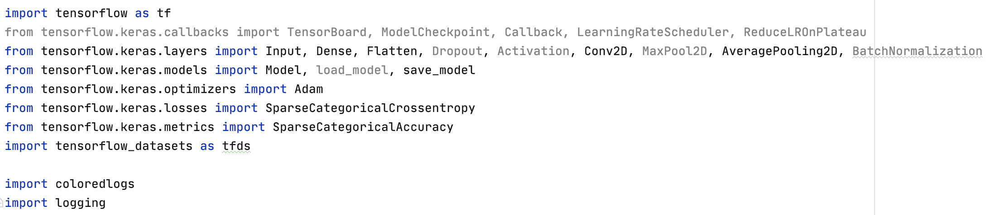 import tensorflow as tf
from tensorflow.keras.callbacks import TensorBoard, ModelCheckpoint, Callback, LearningRateScheduler, ReduceLROnPlateau
from tensorflow.keras.layers import Input, Dense, Flatten, Dropout, Activation, Conv2D, MaxPool2D, AveragePooling2D, BatchNormalization
from tensorflow.keras.models import Model, load_model, save_model
from tensorflow.keras.optimizers import Adam
from tensorflow.keras.losses import SparseCategoricalCrossentropy
from tensorflow.keras.metrics import SparseCategoricalAccuracy
import tensorflow_datasets as tfds
import coloredlogs
import logging